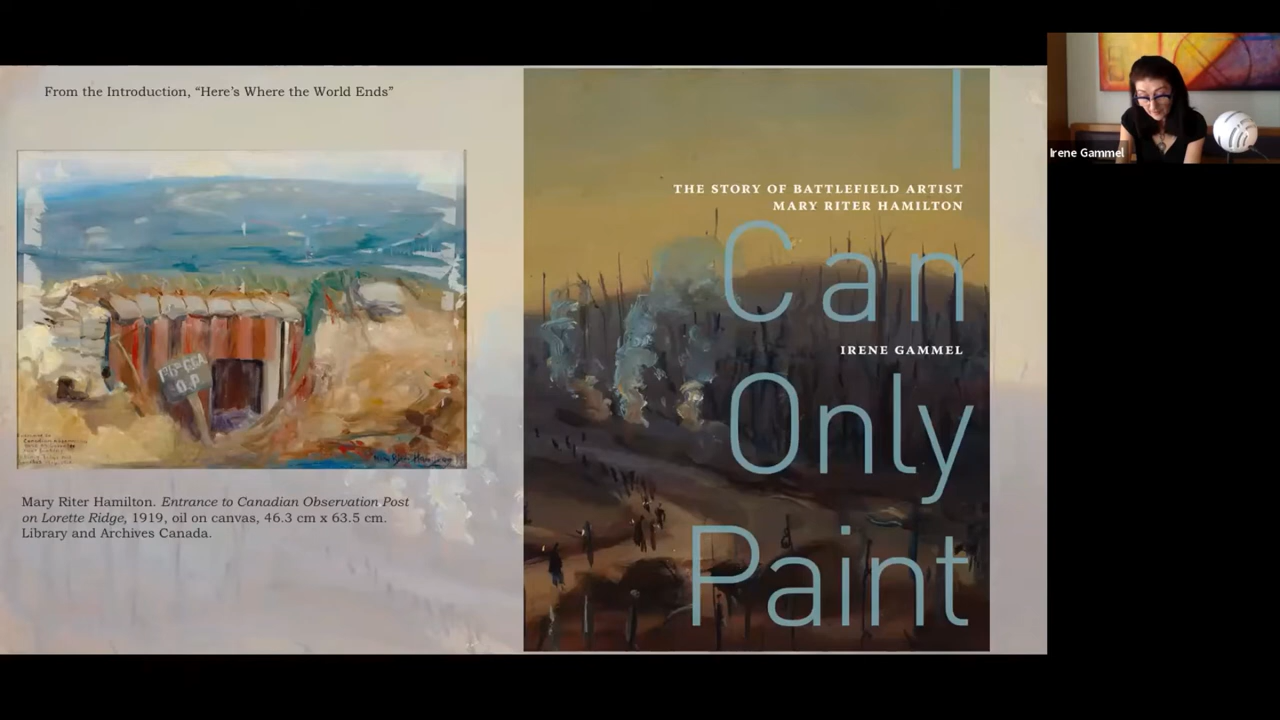 From the Introduction, “Here’s Where the World Ends”
O.P.
Mary Riter Hamilton. Entrance to Canadian Observation Post
on Lorette Ridge, 1919, oil on canvas, 46.3 cm x 63.5 cm.
Library and Archives Canada.
I
THE STORY OF BATTLEFIELD ARTIST
MARY RITER HAMILTON
Can
IRENE GAMMEL
Only
Paint
Irene Gammel